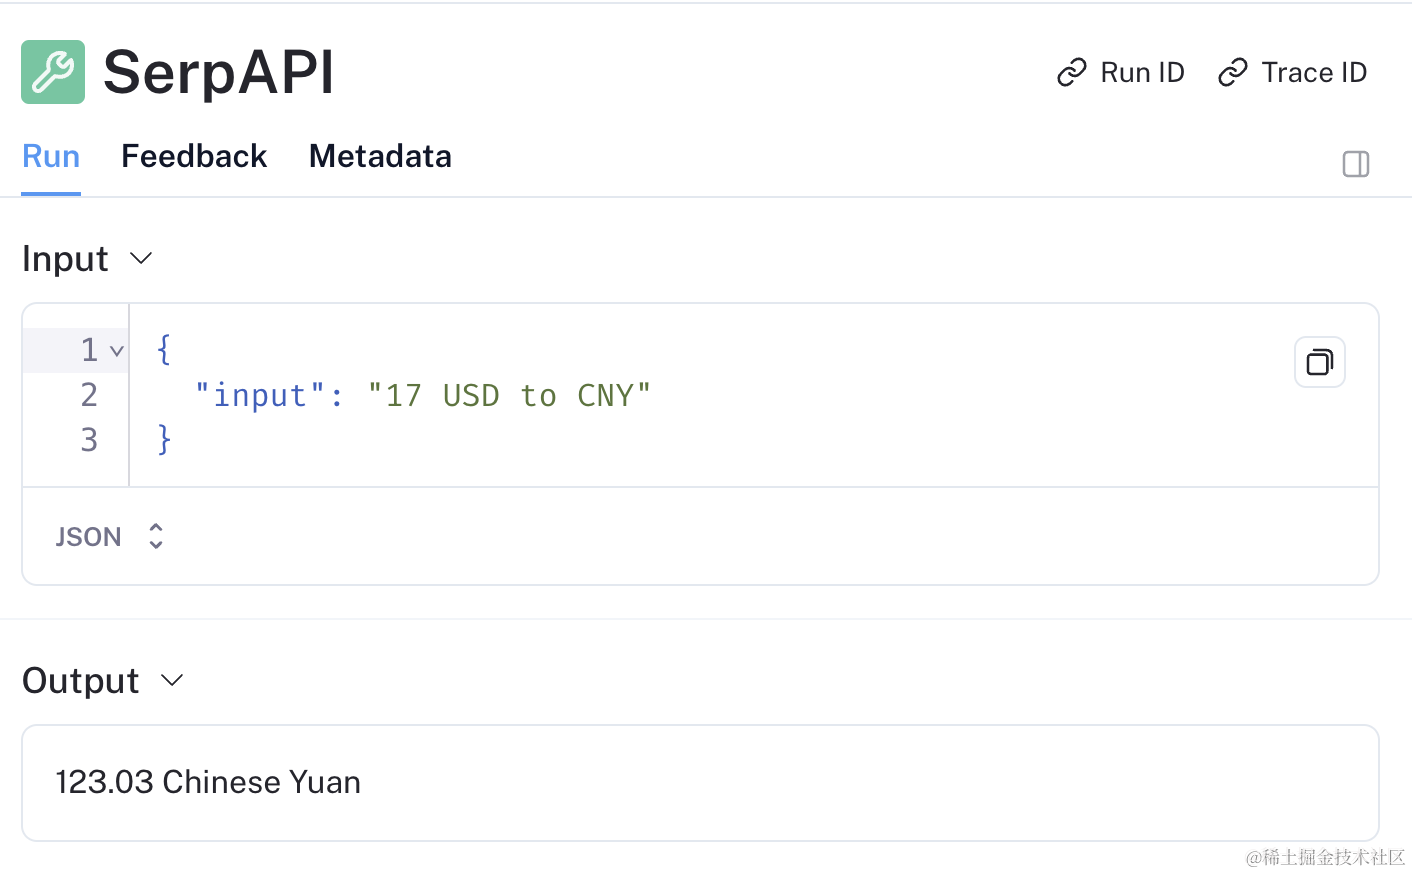 SerpAPI
Run ID
Trace ID
Run
Feedback
Metadata
Input
1 {
2 "input": "17 USD to CNY"
3 }
JSON
Output
123.03 Chinese Yuan
@稀土掘金技术社区